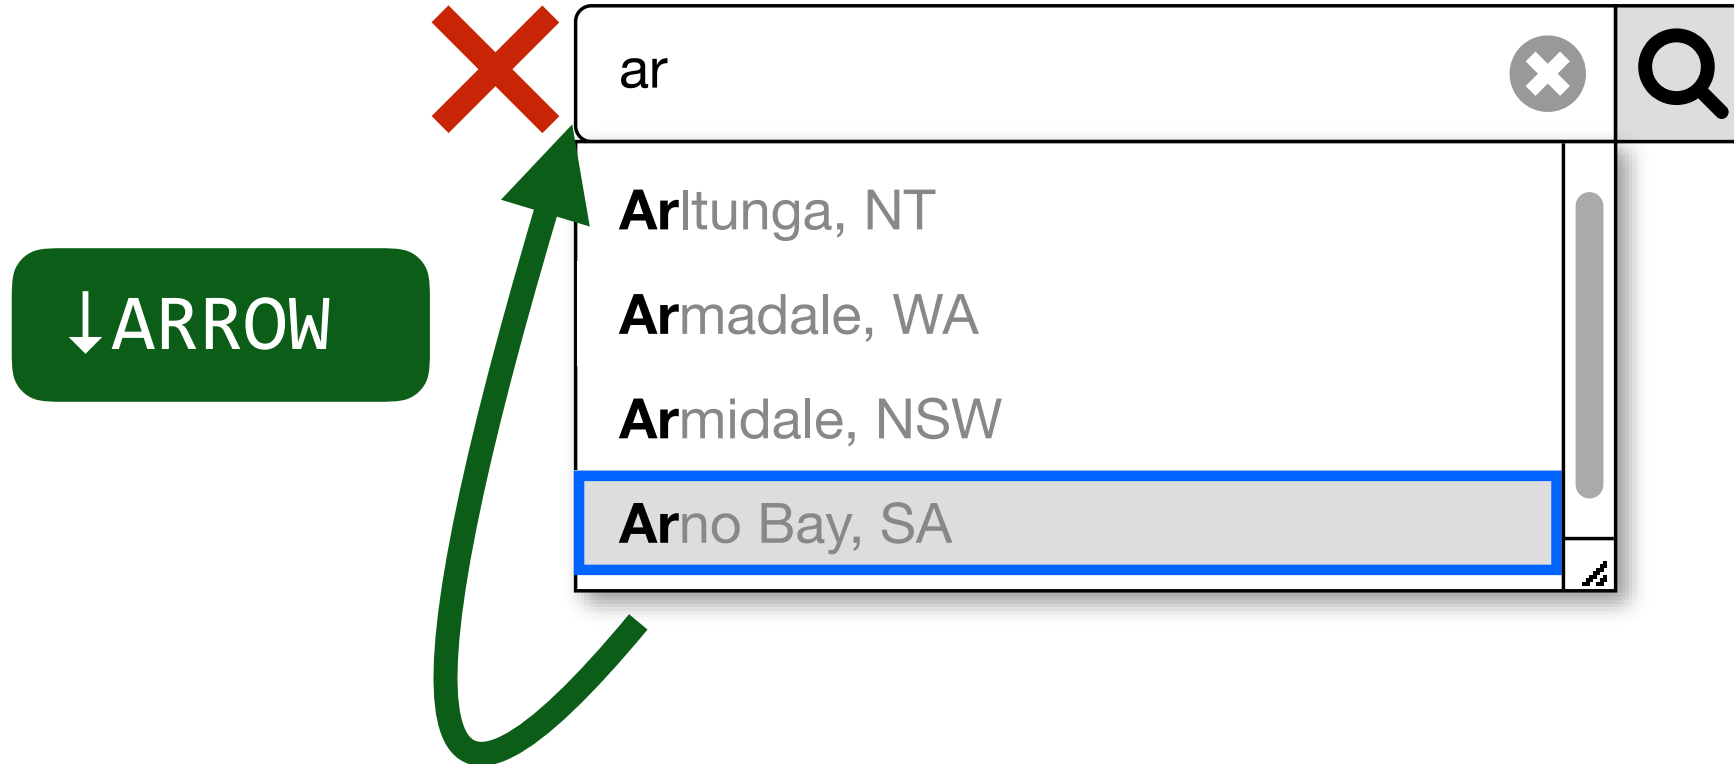 ar
Arltunga, NT
Armadale, WA
↓ARROW
Armidale, NSW
Arno Bay, SA